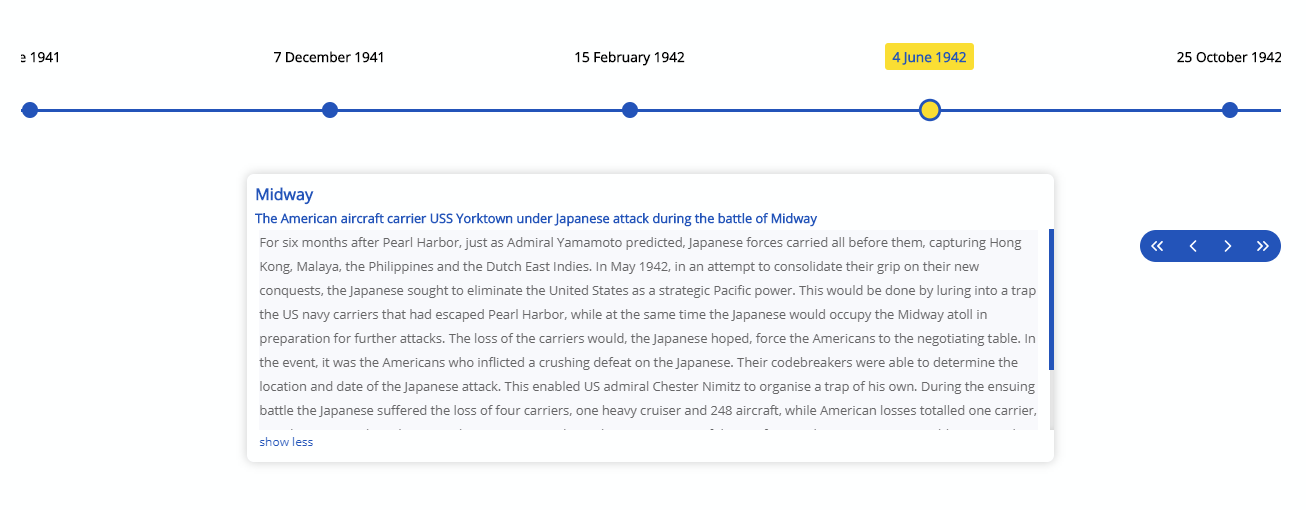 e 1941
7 December 1941
15 February 1942
4 June 1942
25 October 1942
Midway
The American aircraft carrier USS Yorktown under Japanese attack during the battle of Midway
For six months after Pearl Harbor, just as Admiral Yamamoto predicted, Japanese forces carried all before them, capturing Hong
Kong, Malaya, the Philippines and the Dutch East Indies. In May 1942, in an attempt to consolidate their grip on their new
conquests, the Japanese sought to eliminate the United States as a strategic Pacific power. This would be done by luring into a trap
the US navy carriers that had escaped Pearl Harbor, while at the same time the Japanese would occupy the Midway atoll in
preparation for further attacks. The loss of the carriers would, the Japanese hoped, force the Americans to the negotiating table. In
the event, it was the Americans who inflicted a crushing defeat on the Japanese. Their codebreakers were able to determine the
location and date of the Japanese attack. This enabled US admiral Chester Nimitz to organise a trap of his own. During the ensuing
battle the Japanese suffered the loss of four carriers, one heavy cruiser and 248 aircraft, while American losses totalled one carrier,
show less